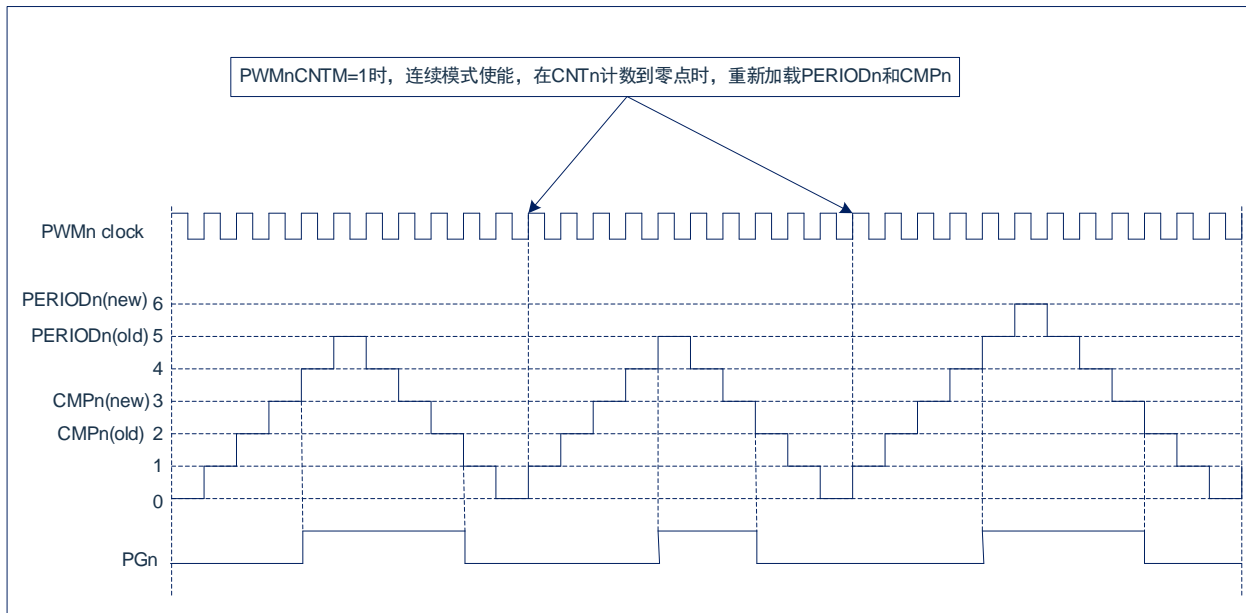 PWMnCNTM=1时，连续模式使能，在CNTn计数到零点时，重新加载PERIODn和CMPn
PWMn clock
PERIODn(new) 6
PERIODn(old) 5
4
CMPn(new) 3
CMPn(old) 2
1
0
PGn